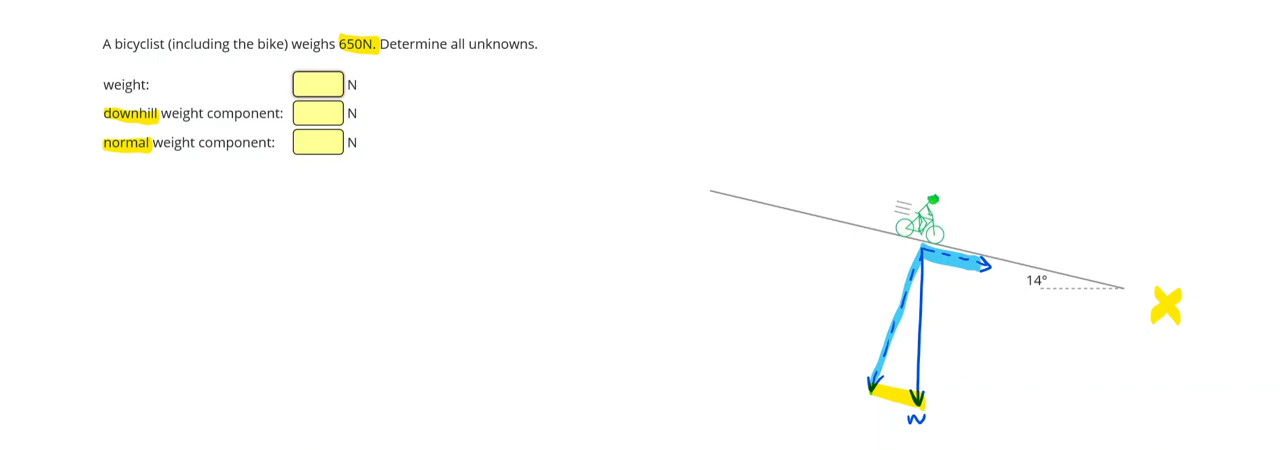 A bicyclist (including the bike) weighs 650N. Determine all unknowns.
weight: N
downhill weight component: N
normal weight component: N
14°
W